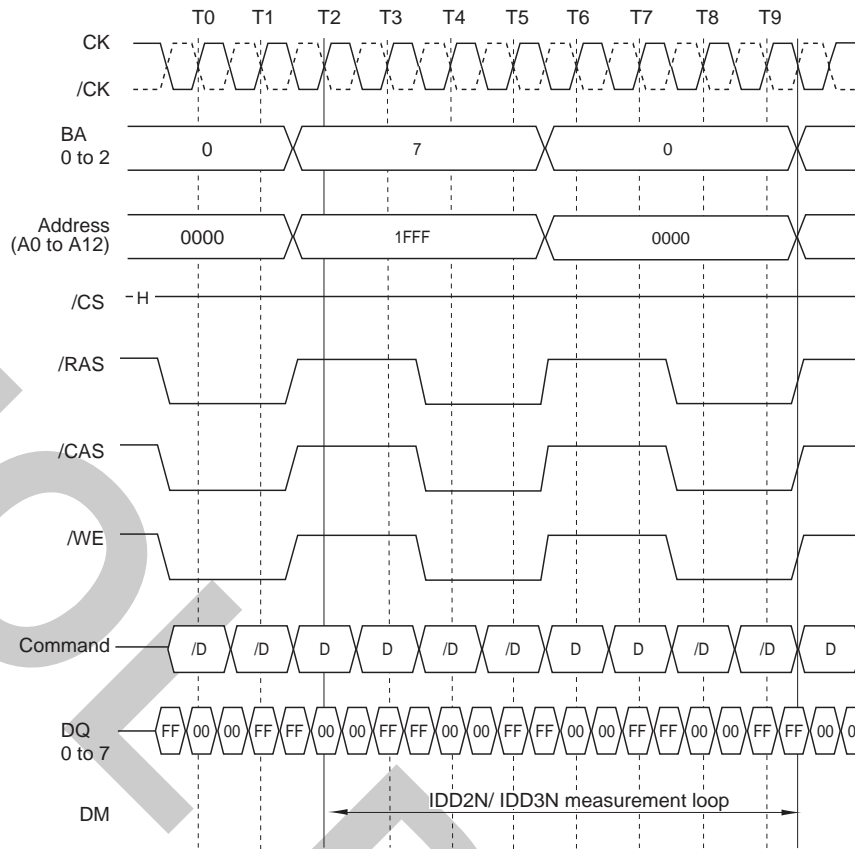 T0 T1 T2 T3 T4 T5 T6 T7 T8 T9
CK
/CK
BA
0 to 2
0 7 0
Address
(A0 to A12)
0000 1FFF 0000
/CS H
/RAS
/CAS
/WE
Command /D /D D D /D /D D D /D /D D
DQ
0 to 7
FF 00 00 FF FF 00 00 FF FF 00 00 FF FF 00 00 FF FF 00 00 FF FF 00 0
DM
IDD2N/ IDD3N measurement loop